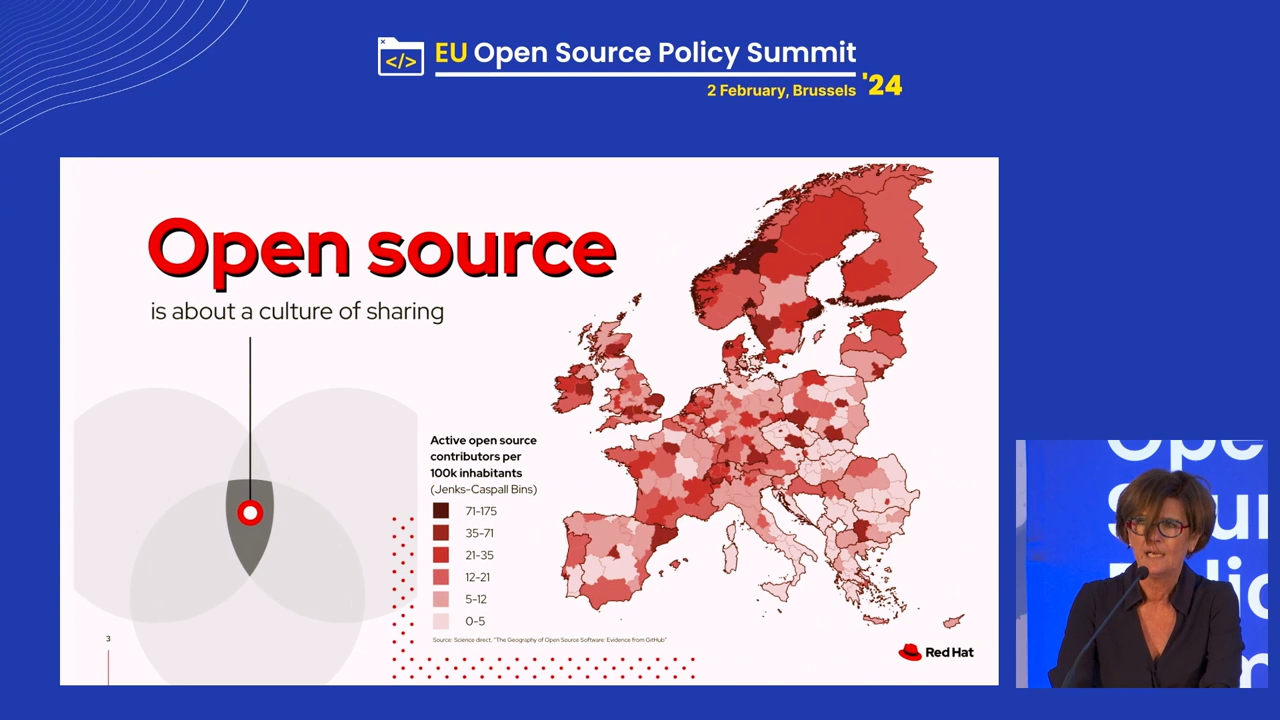 </>
EU Open Source Policy Summit
2 February, Brussels '24
Open source
is about a culture of sharing
Active open source
contributors per
100k inhabitants
(Jenks-Caspall Bins)
71-175
35-71
21-35
12-21
5-12
0-5
Source: Science direct, "The Geography of Open Source Software: Evidence from GitHub"
3
Red Hat